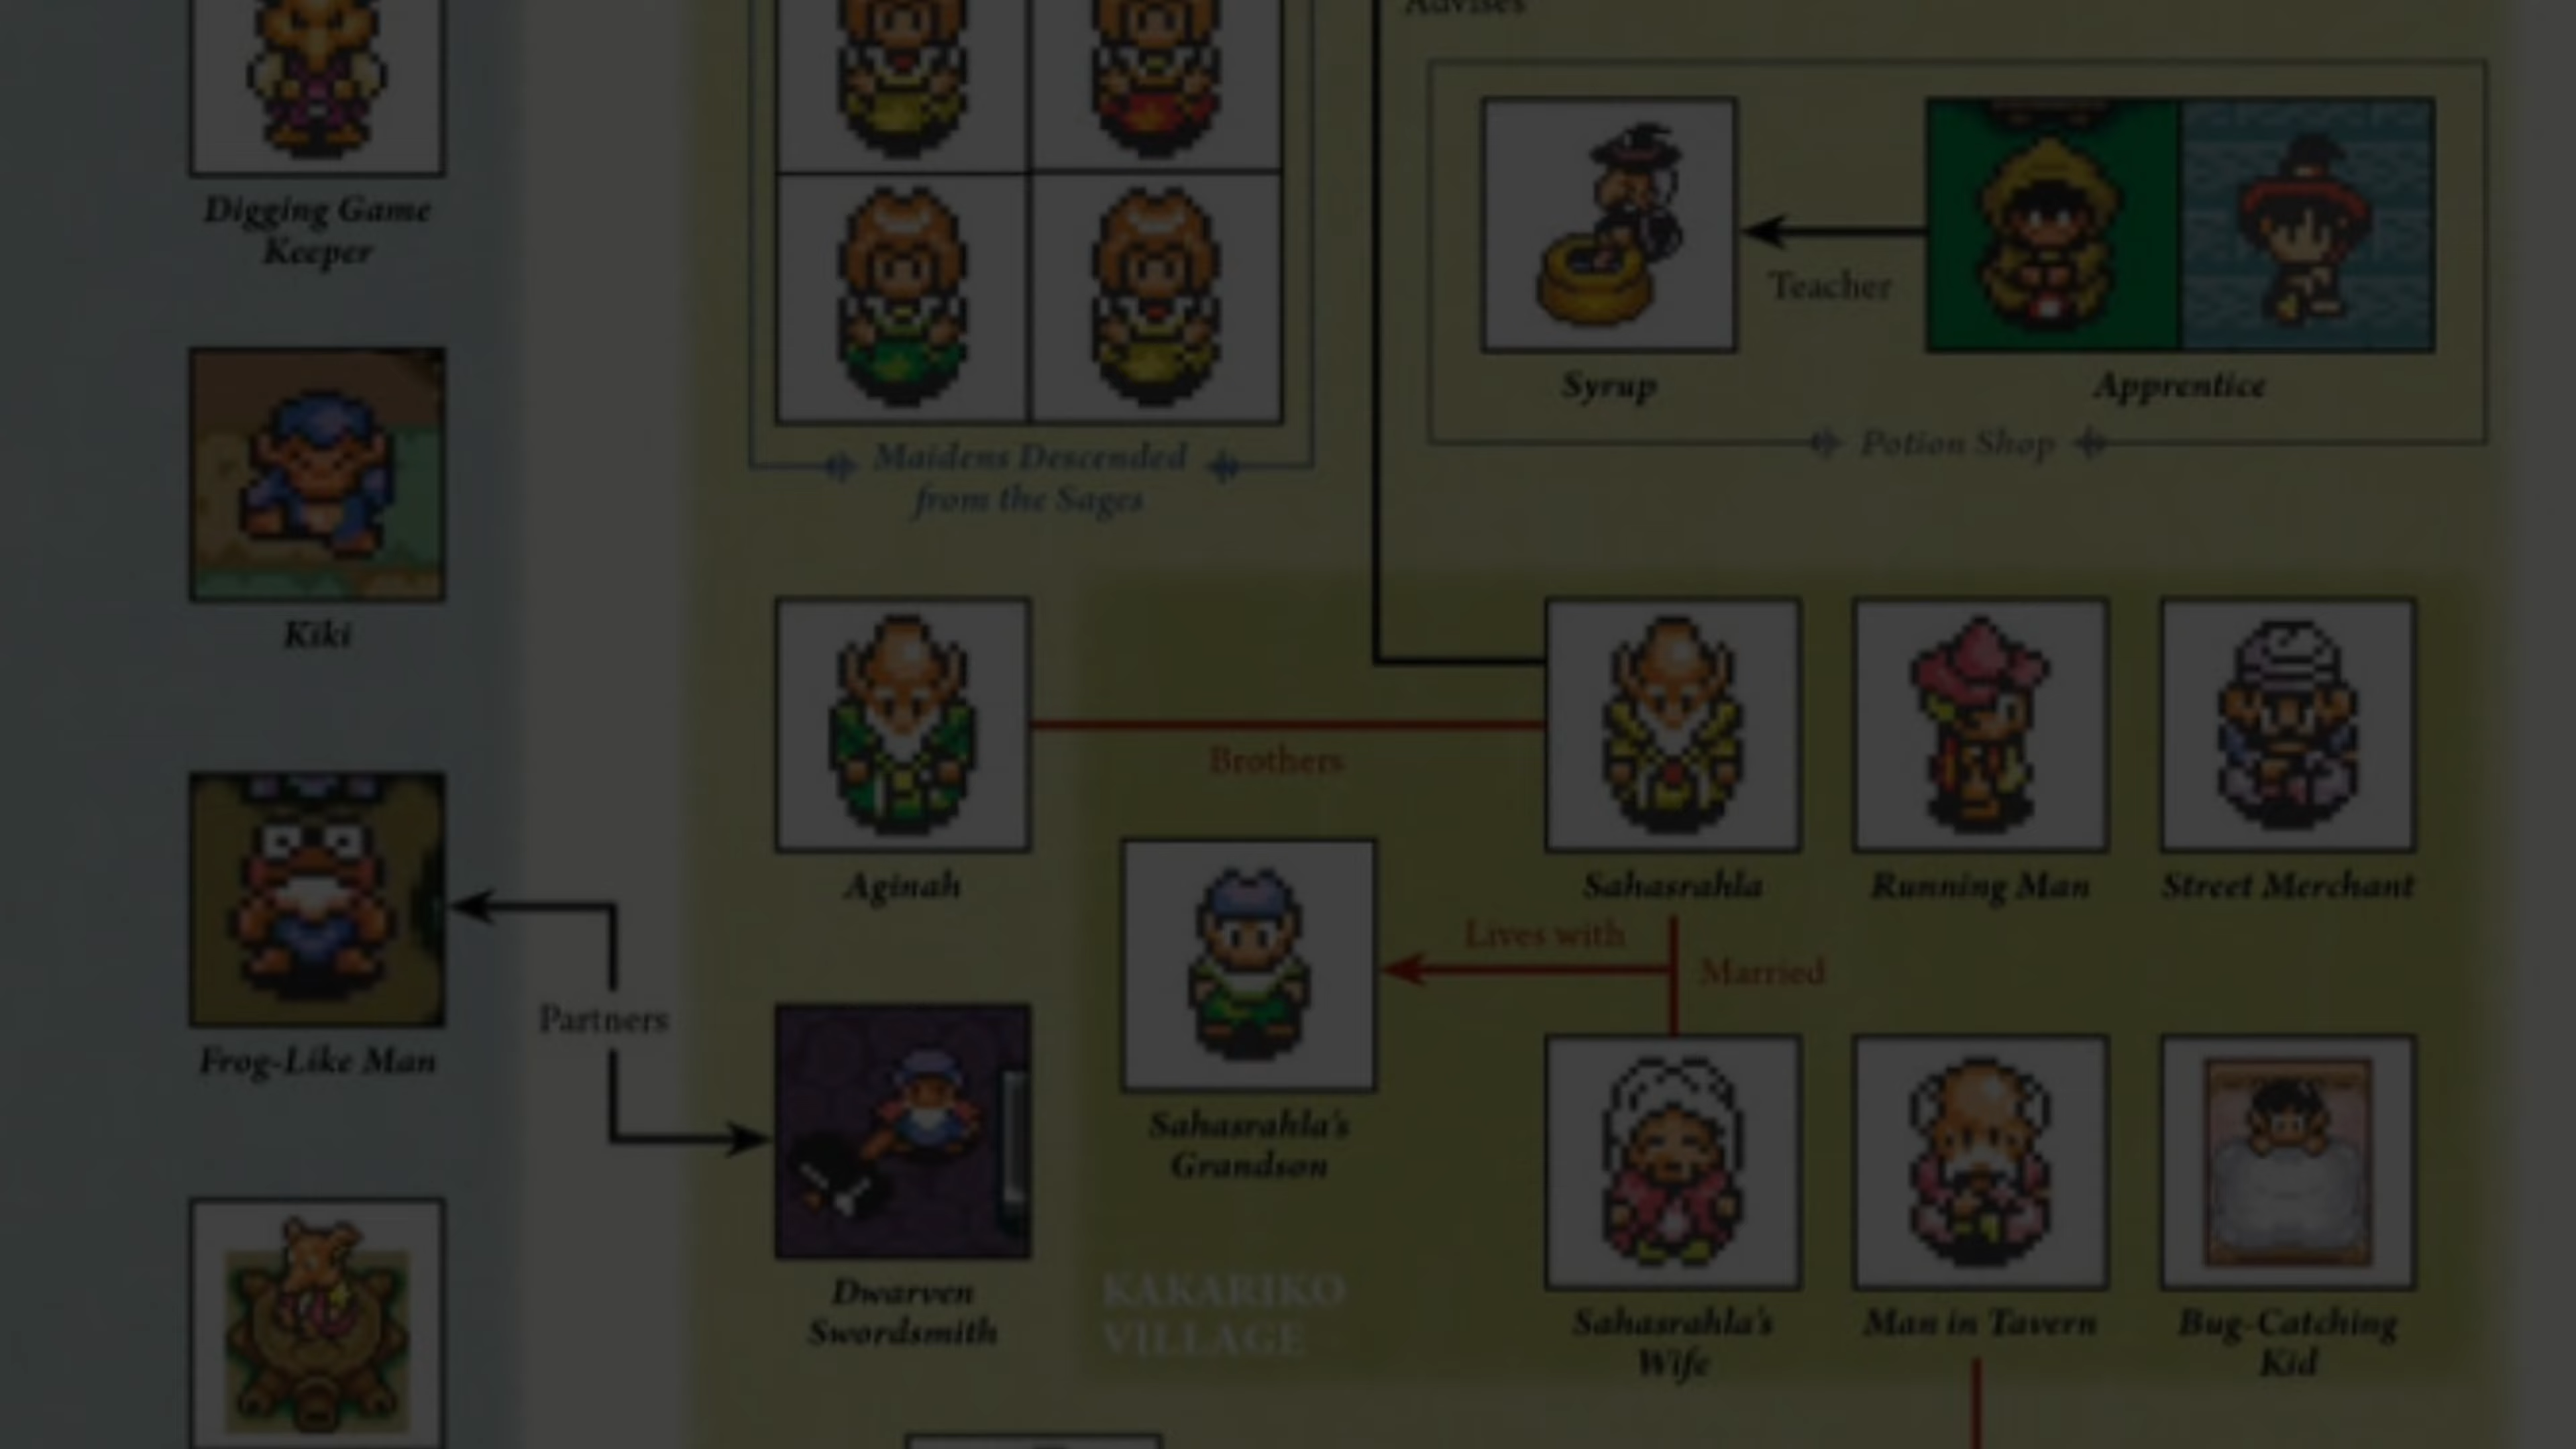 Advises
Digging Game
Keeper
Teacher
Syrup
Apprentice
Potion Shop
Maidens Descended
from the Sages
Kiki
Brothers
Aginah
Sahasrahla
Running Man
Street Merchant
Lives with
Married
Partners
Frog-Like Man
Sahasrahla's
Grandson
Dwarven
Swordsmith
KAKARIKO
VILLAGE
Sahasrahla's
Wife
Man in Tavern
Bug-Catching
Kid